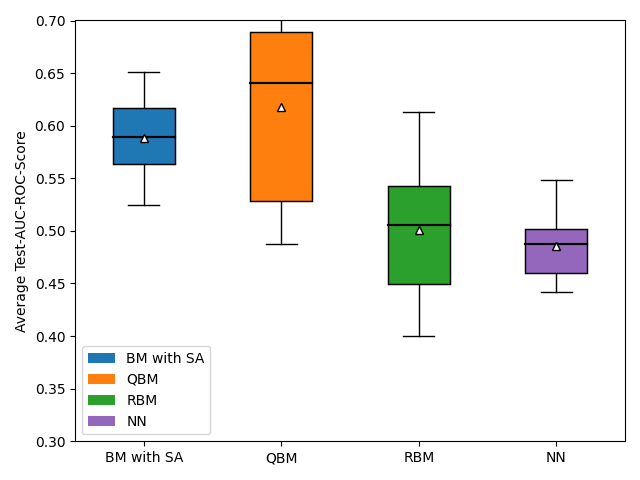 Average Test-AUC-ROC-Score
0.70
0.65
0.60
0.55
0.50
0.45
0.40
0.35
0.30
BM with SA
QBM
RBM
NN
BM with SA
QBM
RBM
NN